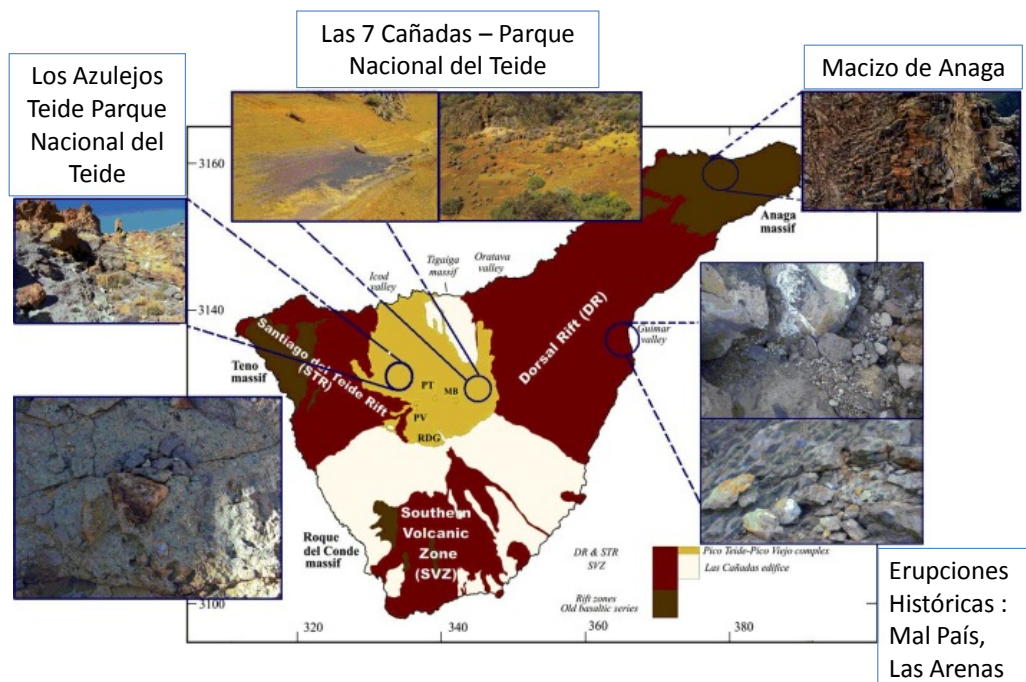 Las 7 Cañadas – Parque
Nacional del Teide
Los Azulejos
Teide Parque
Nacional del
Teide
Macizo de Anaga
3160
Anaga
massif
Oratava
valley
Tigaiga
massif
Icod
valley
3140
Guimar
valley
Dorsal Rift (DR)
Santiago del Teide Rift
(STR)
Teno
massif
PT
MB
PV
RDG
Southern
Volcanic
Zone
(SVZ)
Roque
del Conde
massif
DR & STR
SVZ
Pico Teide-Pico Viejo complex
Las Cañadas edifice
Rift zones
Old basaltic series
3100
320
340
360
380
Erupciones
Históricas :
Mal País,
Las Arenas